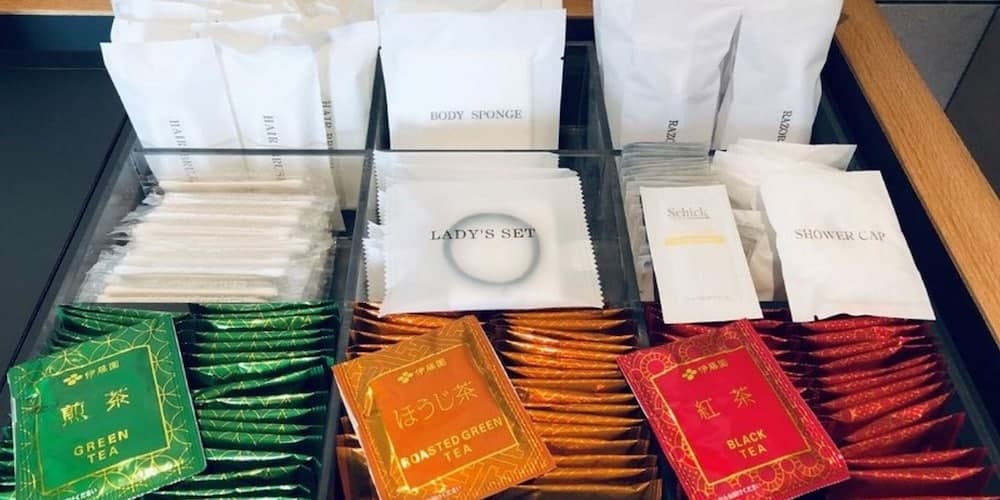 HAIR BRUSH
HAIR BRUSH
HAIR
BODY SPONGE
RAZOR
RAZOR
LADY'S SET
Schick
SHOWER CAP
伊藤園
煎茶
GREEN
TEA
伊藤園
ほうじ茶
ROASTED GREEN
TEA
伊藤園
紅茶
BLACK
TEA